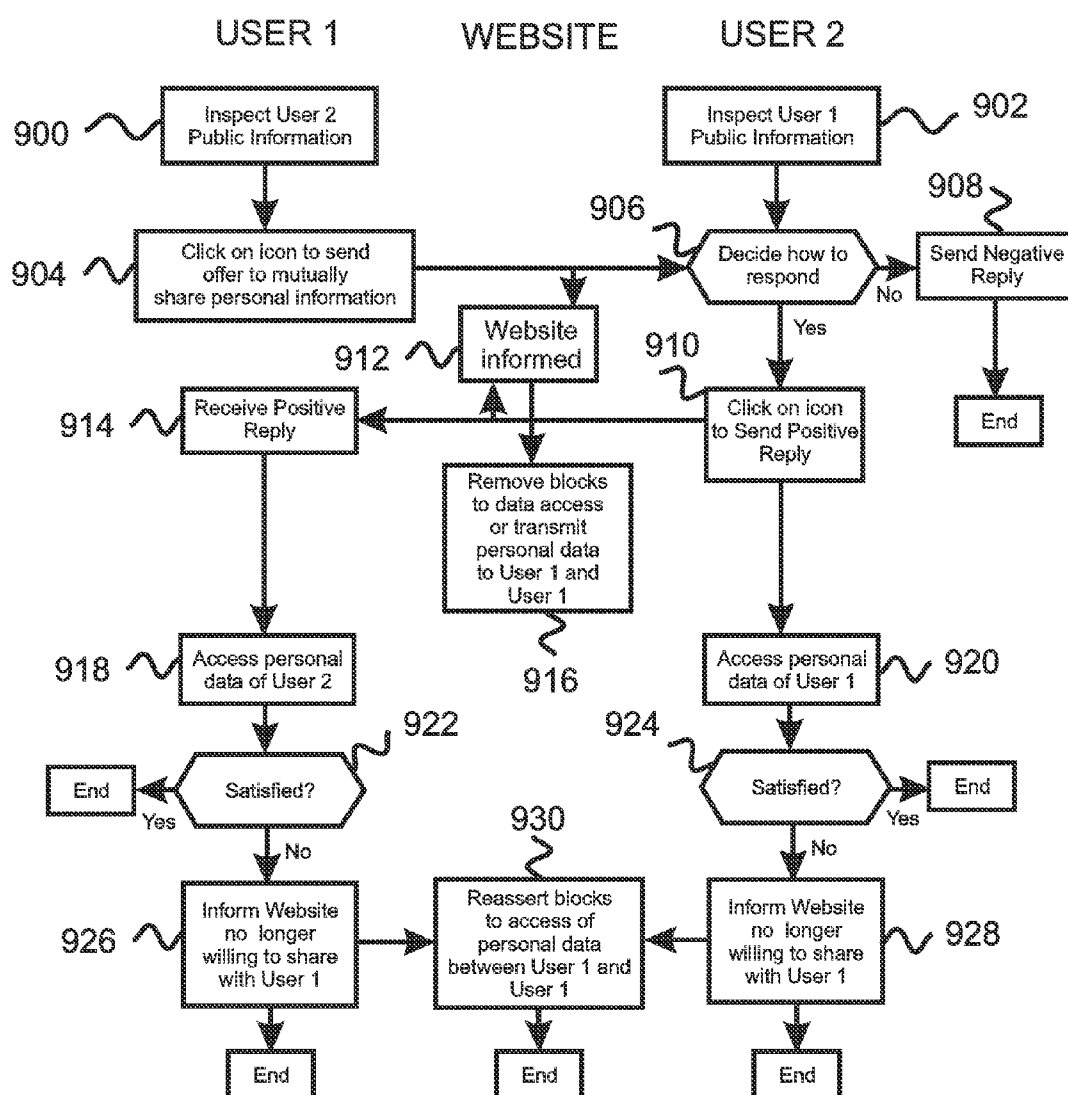 USER 1
WEBSITE
USER 2
900
Inspect User 2
Public Information
Inspect User 1
Public Information
902
904
Click on icon to send
offer to mutually
share personal information
906
Decide how to
respond
No
Yes
908
Send Negative
Reply
End
912
Website
informed
910
Click on icon
to Send Positive
Reply
914
Receive Positive
Reply
Remove blocks
to data access
or transmit
personal data
to User 1 and
User 1
916
918
Access personal
data of User 2
Access personal
data of User 1
920
922
Satisfied?
Yes
End
No
924
Satisfied?
Yes
End
No
926
Inform Website
no longer
willing to share
with User 1
930
Reassert blocks
to access of
personal data
between User 1 and
User 1
Inform Website
no longer
willing to share
with User 1
928
End
End
End